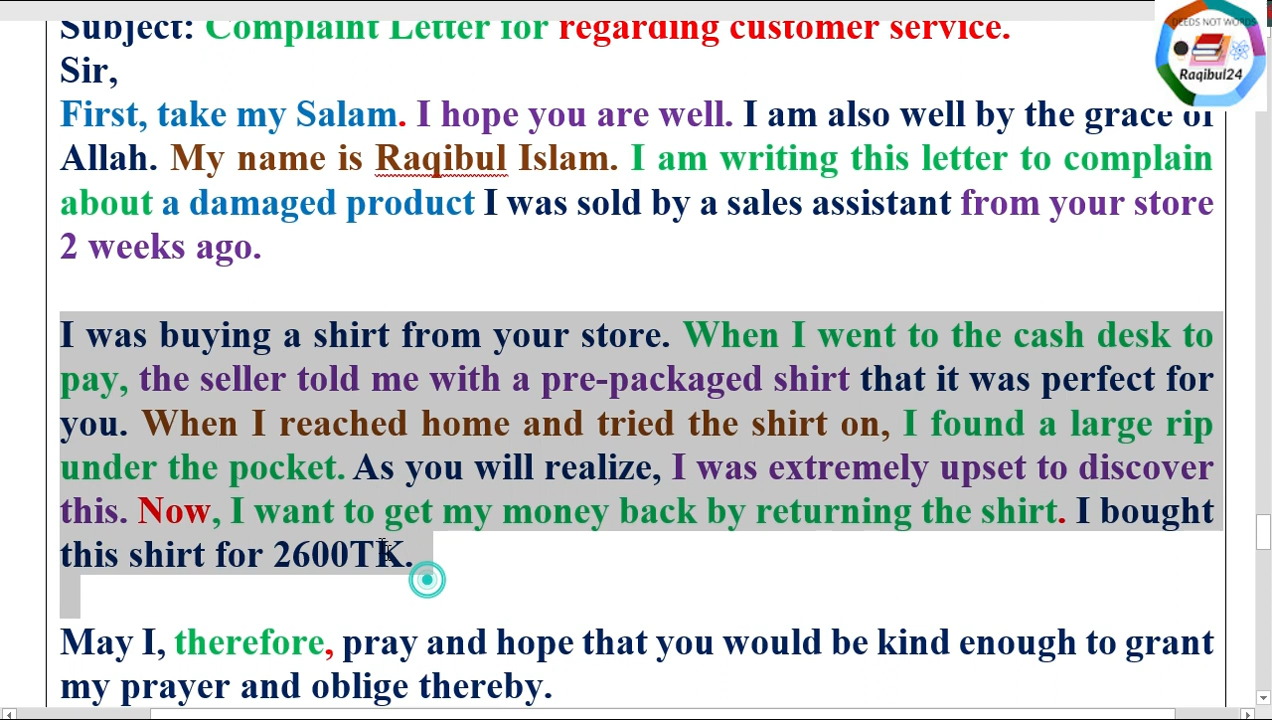 DEEDS NOT WORDS
Raqibul24
Subject: Complaint Letter for regarding customer service.
Sir,
First, take my Salam. I hope you are well. I am also well by the grace of
Allah. My name is Raqibul Islam. I am writing this letter to complain
about a damaged product I was sold by a sales assistant from your store
2 weeks ago.
I was buying a shirt from your store. When I went to the cash desk to
pay, the seller told me with a pre-packaged shirt that it was perfect for
you. When I reached home and tried the shirt on, I found a large rip
under the pocket. As you will realize, I was extremely upset to discover
this. Now, I want to get my money back by returning the shirt. I bought
this shirt for 2600TK.
May I, therefore, pray and hope that you would be kind enough to grant
my prayer and oblige thereby.